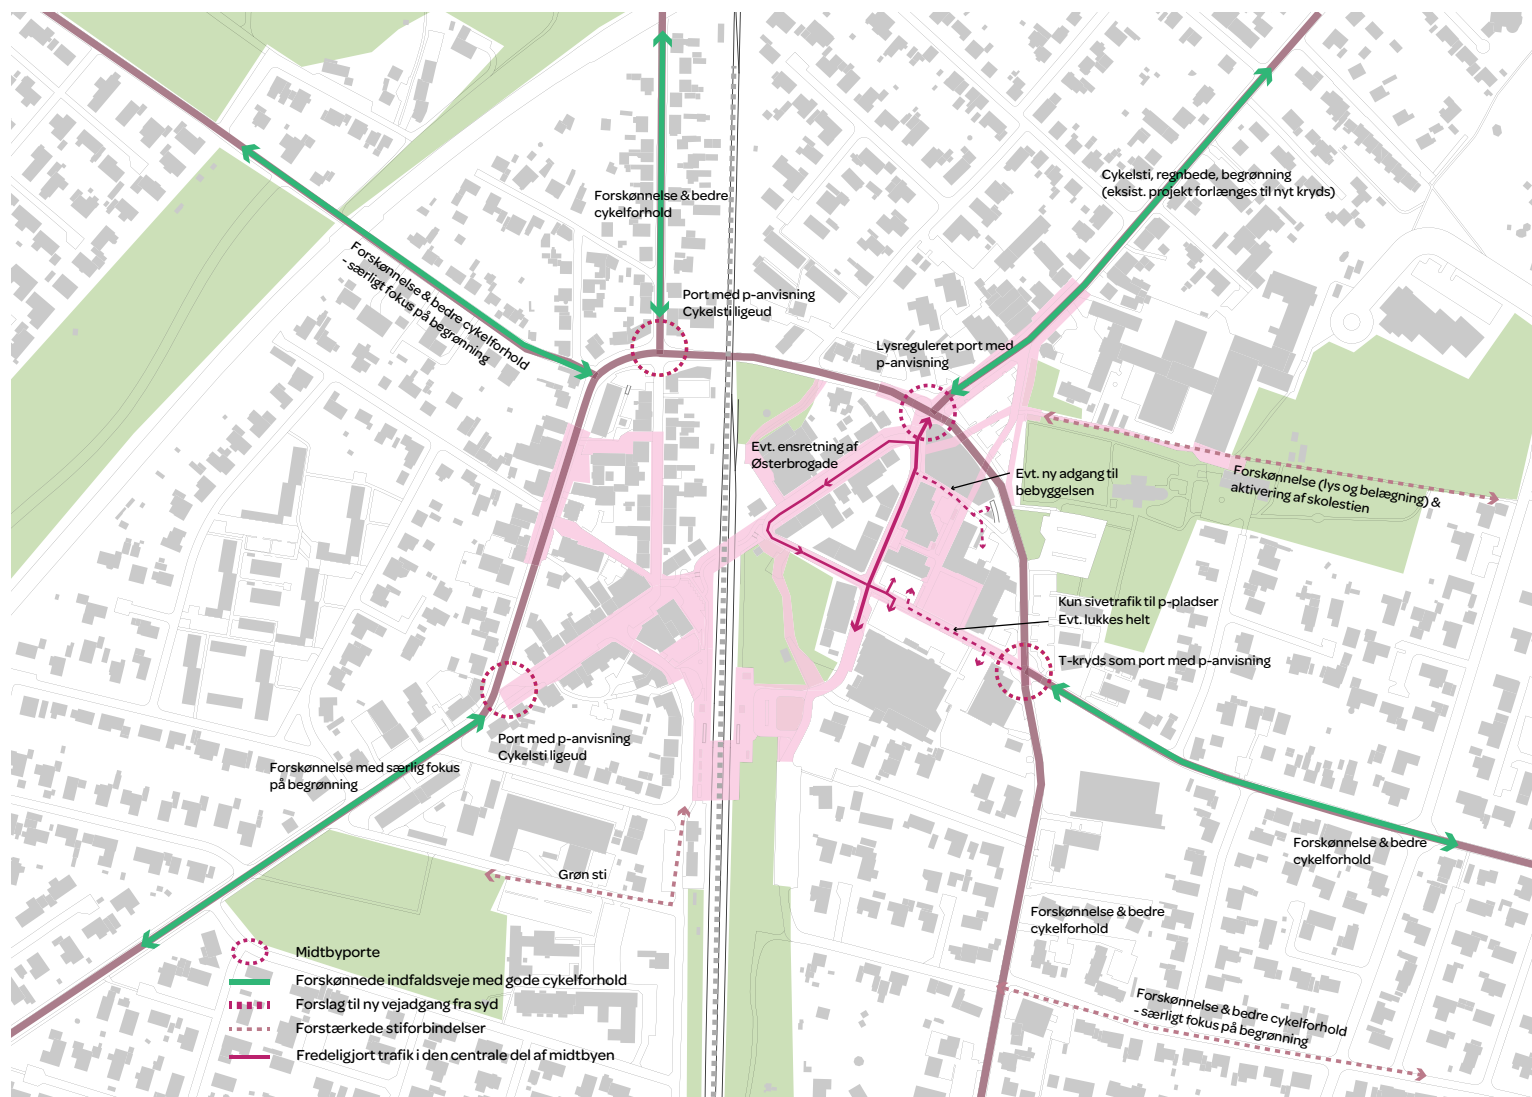 Cykelsti, regnbede, begrønning
(eksist. projekt forlænges til nyt kryds)
Forskønnelse & bedre
cykelforhold
Forskønnelse & bedre cykelforhold
- særligt fokus på begrønning
Port med p-anvisning
Cykelsti ligeud
Lysreguleret port med
p-anvisning
Evt. ensretning af
Østerbrogade
Evt. ny adgang til
bebyggelsen
Forskønnelse (lys og belægning) &
aktivering af skolestien
Kun sivetrafik til p-pladser
Evt. lukkes helt
T-kryds som port med p-anvisning
Port med p-anvisning
Cykelsti ligeud
Forskønnelse med særlig fokus
på begrønning
Forskønnelse & bedre
cykelforhold
Grøn sti
Forskønnelse & bedre
cykelforhold
Forskønnelse & bedre cykelforhold
- særligt fokus på begrønning
Midtbyporte
Forskønnede indfaldsveje med gode cykelforhold
Forslag til ny vejadgang fra syd
Forstærkede stiforbindelser
Fredeligjort trafik i den centrale del af midtbyen